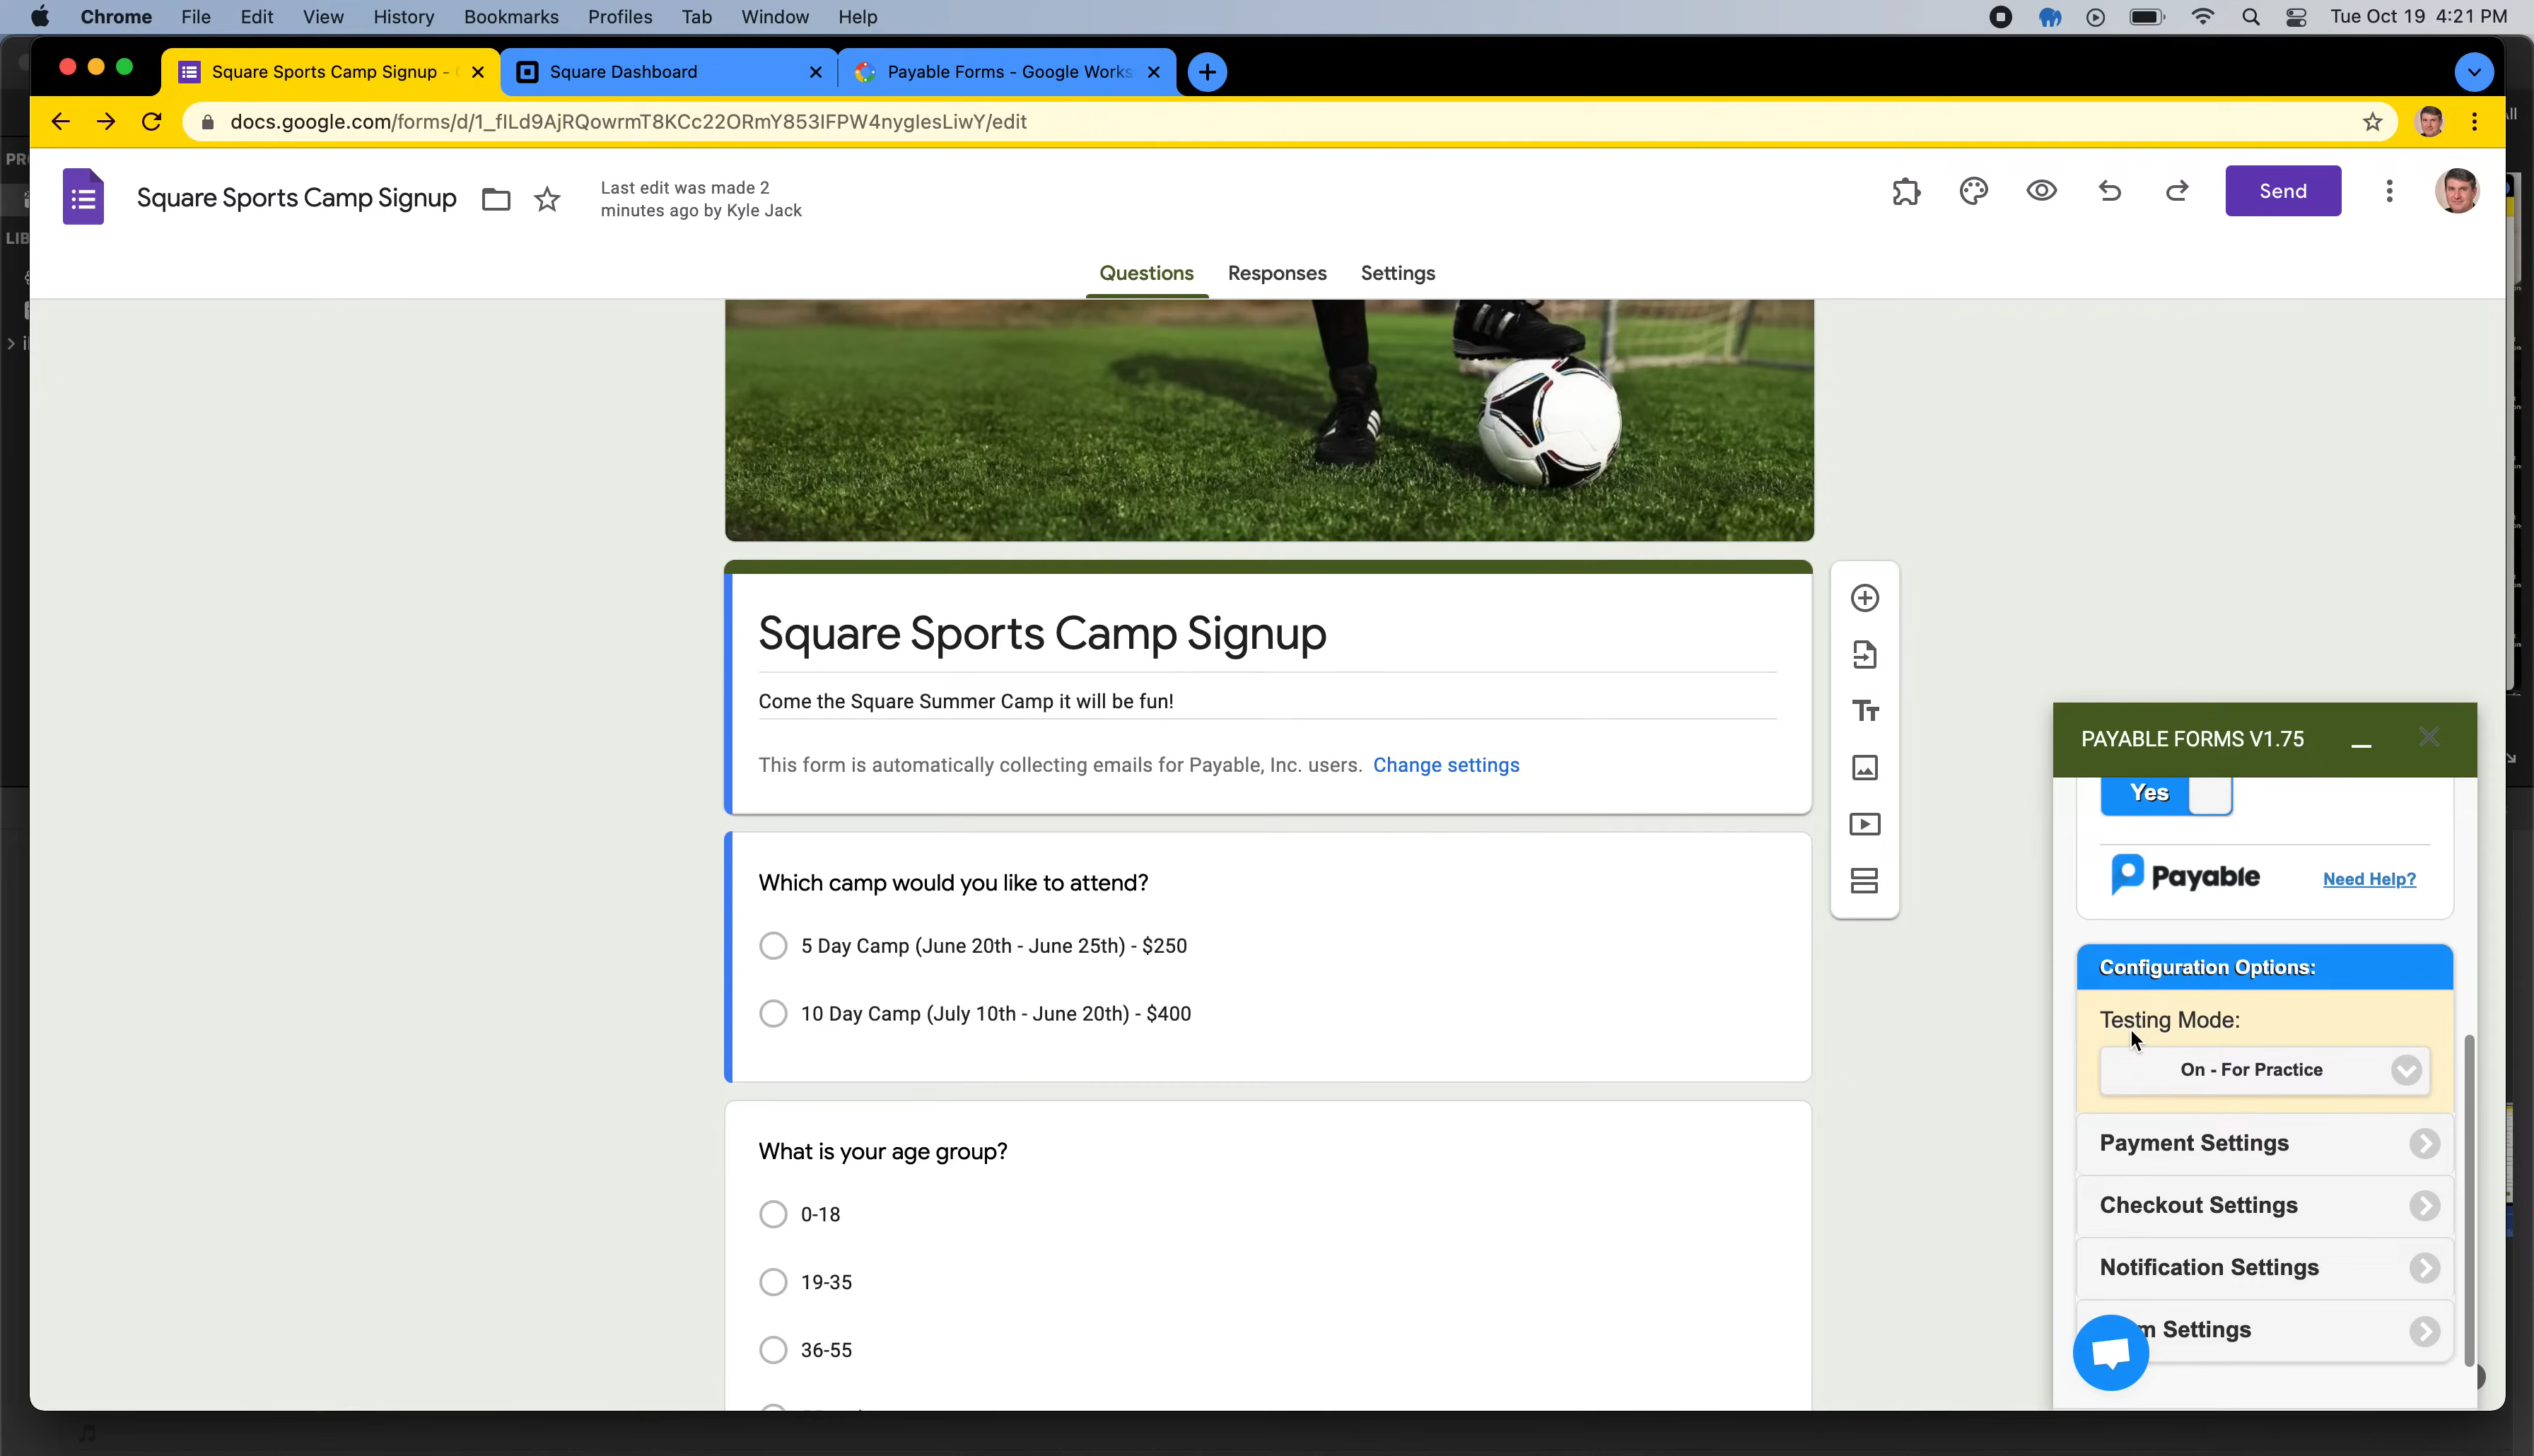 Chrome File Edit View History Bookmarks Profiles Tab Window Help Tue Oct 19 4:21 PM
Square Sports Camp Signup - Square Dashboard Payable Forms - Google Works
docs.google.com/forms/d/1_fILd9AjRQowrmT8KCc22ORmY853IFPW4nyglesLiwY/edit
Square Sports Camp Signup
Last edit was made 2
minutes ago by Kyle Jack
Send
Questions Responses Settings
Square Sports Camp Signup
Come the Square Summer Camp it will be fun!
This form is automatically collecting emails for Payable, Inc. users. Change settings
Which camp would you like to attend?
5 Day Camp (June 20th - June 25th) - $250
10 Day Camp (July 10th - June 20th) - $400
What is your age group?
0-18
19-35
36-55
PAYABLE FORMS V1.75
Yes
Payable Need Help?
Configuration Options:
Testing Mode:
On - For Practice
Payment Settings
Checkout Settings
Notification Settings
Settings